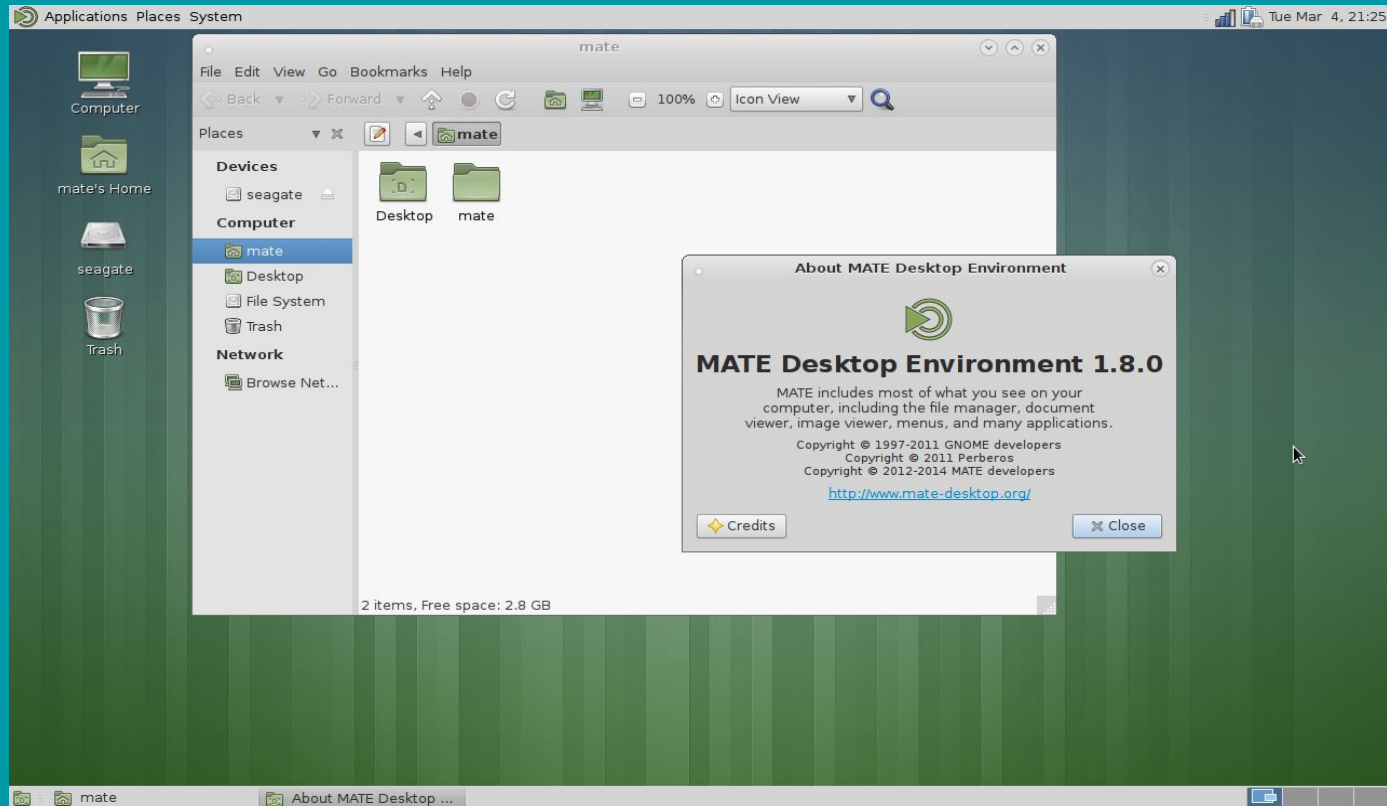 Applications Places System
Tue Mar 4, 21:25
Computer
mate's Home
seagate
Trash
mate
File Edit View Go Bookmarks Help
Back Forward 100% Icon View
Places mate
Devices
seagate
Computer
mate
Desktop
File System
Trash
Network
Browse Net...
D
Desktop mate
2 items, Free space: 2.8 GB
About MATE Desktop Environment
MATE Desktop Environment 1.8.0
MATE includes most of what you see on your
computer, including the file manager, document
viewer, image viewer, menus, and many applications.
Copyright © 1997-2011 GNOME developers
Copyright © 2011 Perberos
Copyright © 2012-2014 MATE developers
http://www.mate-desktop.org/
Credits Close
mate About MATE Desktop ...